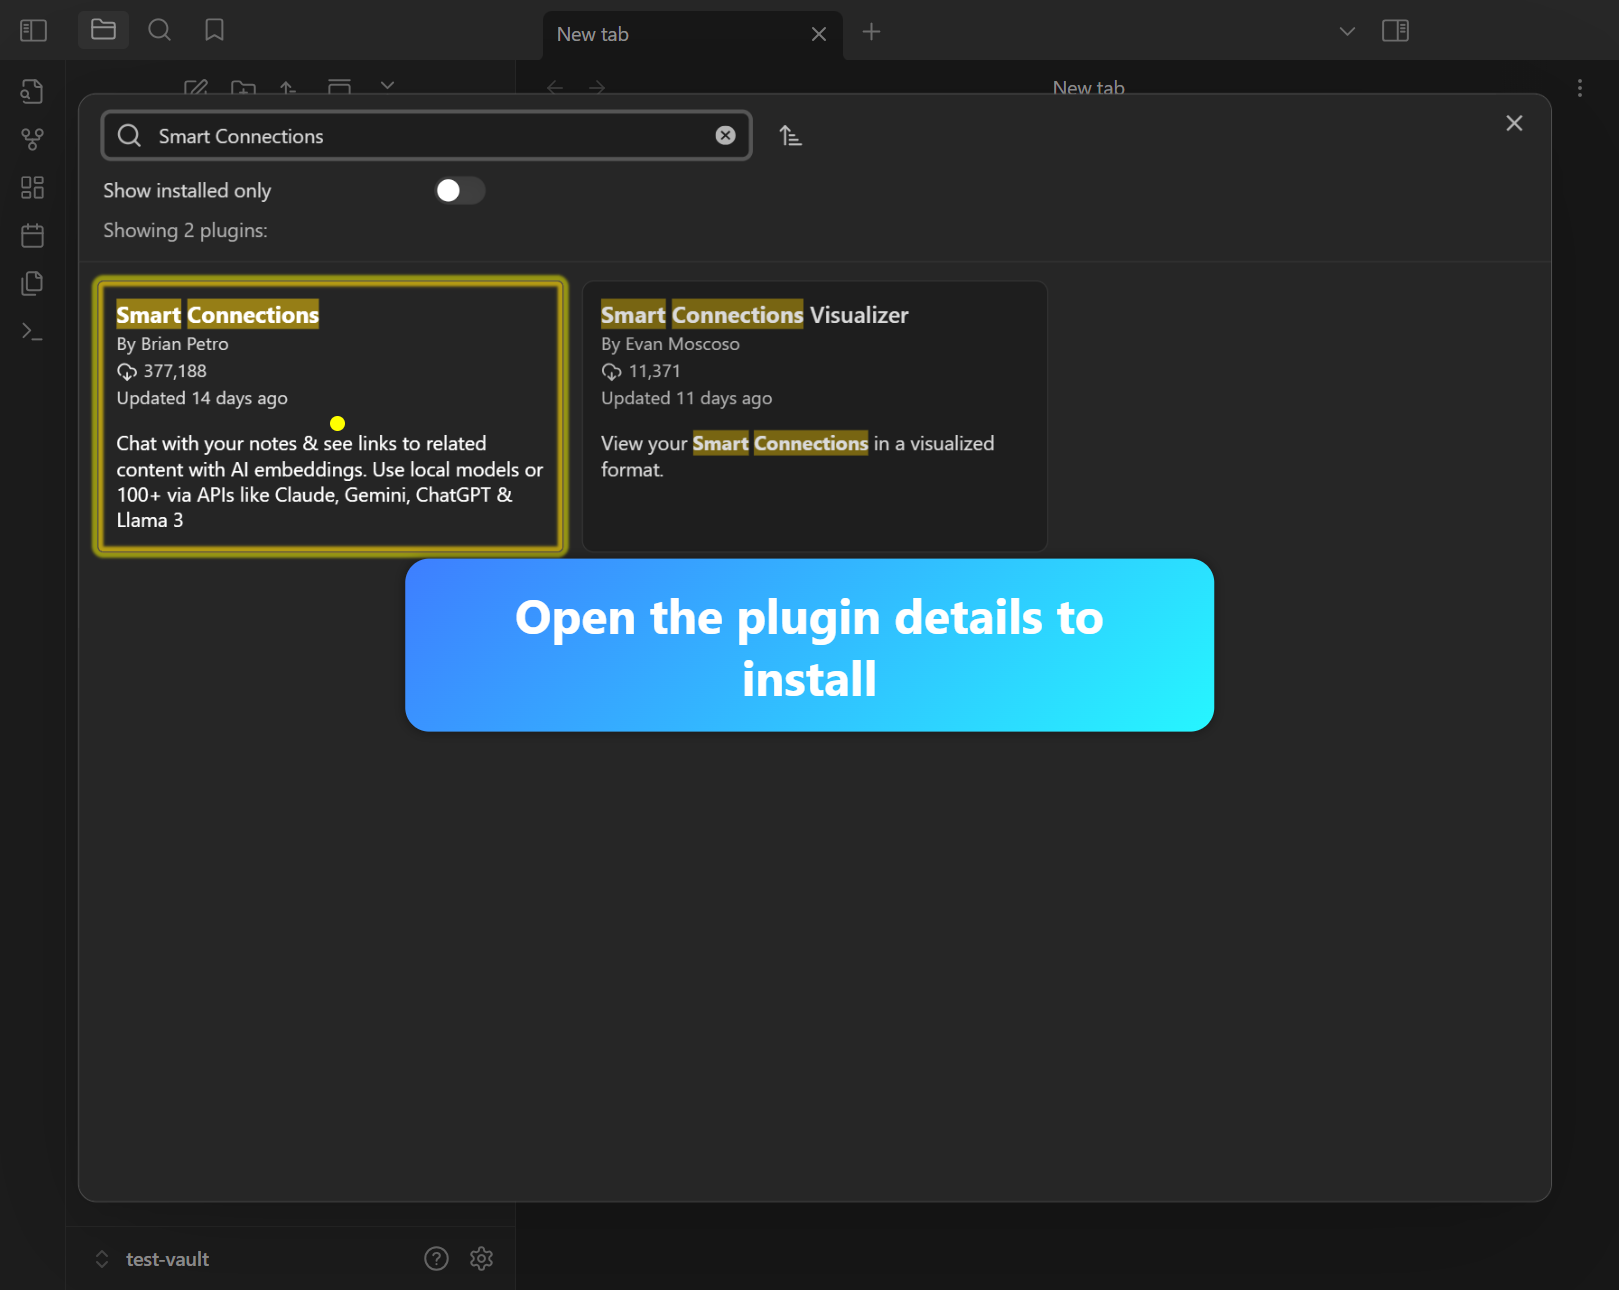 New tab
New tab
Smart Connections
Show installed only
Showing 2 plugins:
Smart Connections
By Brian Petro
377,188
Updated 14 days ago
Chat with your notes & see links to related
content with AI embeddings. Use local models or
100+ via APIs like Claude, Gemini, ChatGPT &
Llama 3
Smart Connections Visualizer
By Evan Moscoso
11,371
Updated 11 days ago
View your Smart Connections in a visualized
format.
Open the plugin details to
install
test-vault